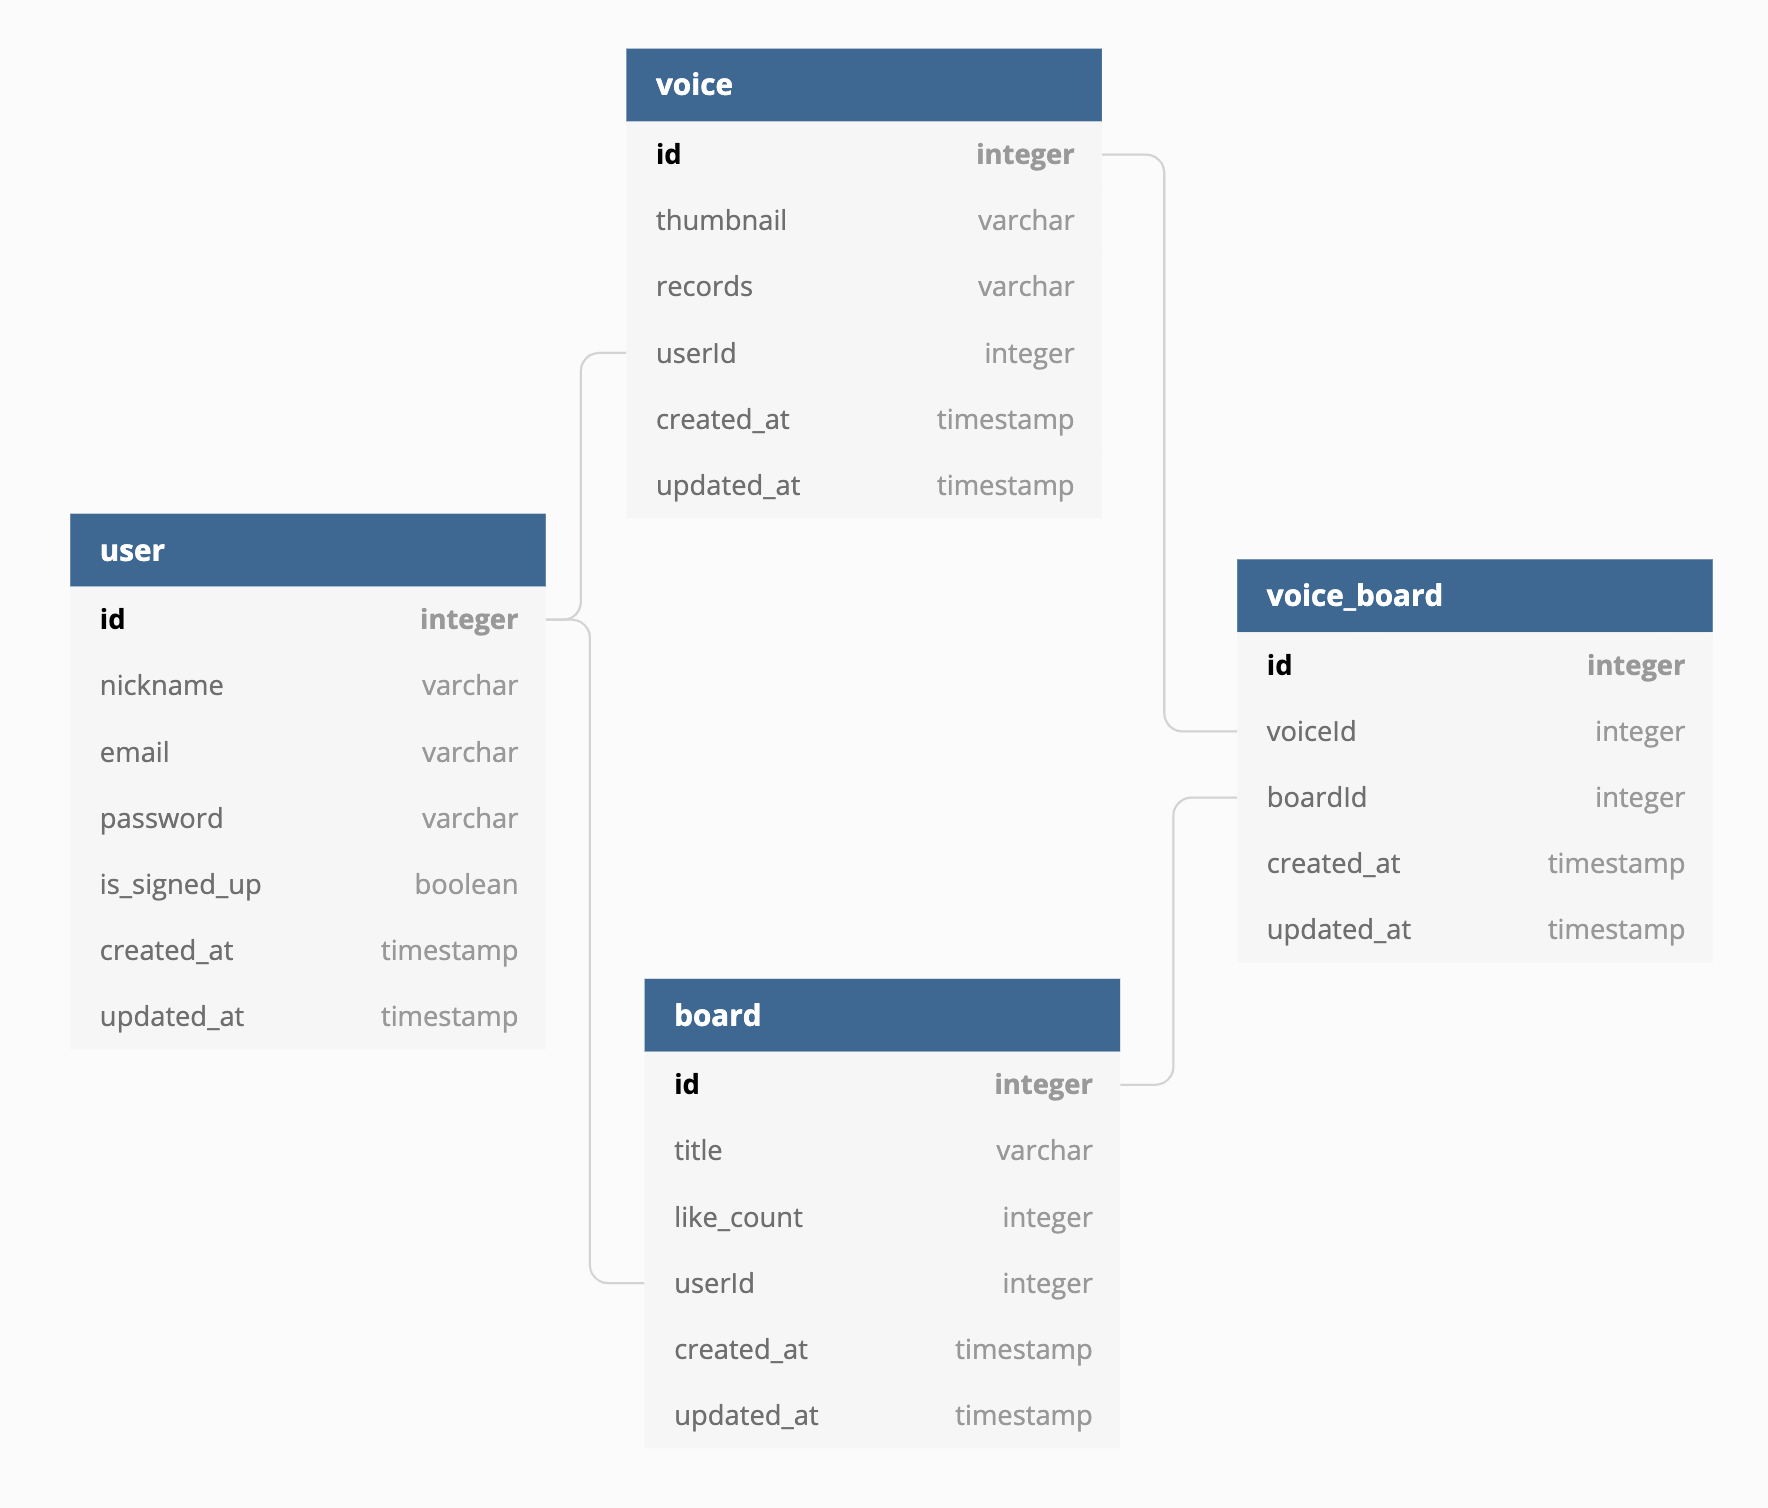 voice
id integer
thumbnail varchar
records varchar
userId integer
created_at timestamp
updated_at timestamp
user
id integer
nickname varchar
email varchar
password varchar
is_signed_up boolean
created_at timestamp
updated_at timestamp
voice_board
id integer
voiceId integer
boardId integer
created_at timestamp
updated_at timestamp
board
id integer
title varchar
like_count integer
userId integer
created_at timestamp
updated_at timestamp